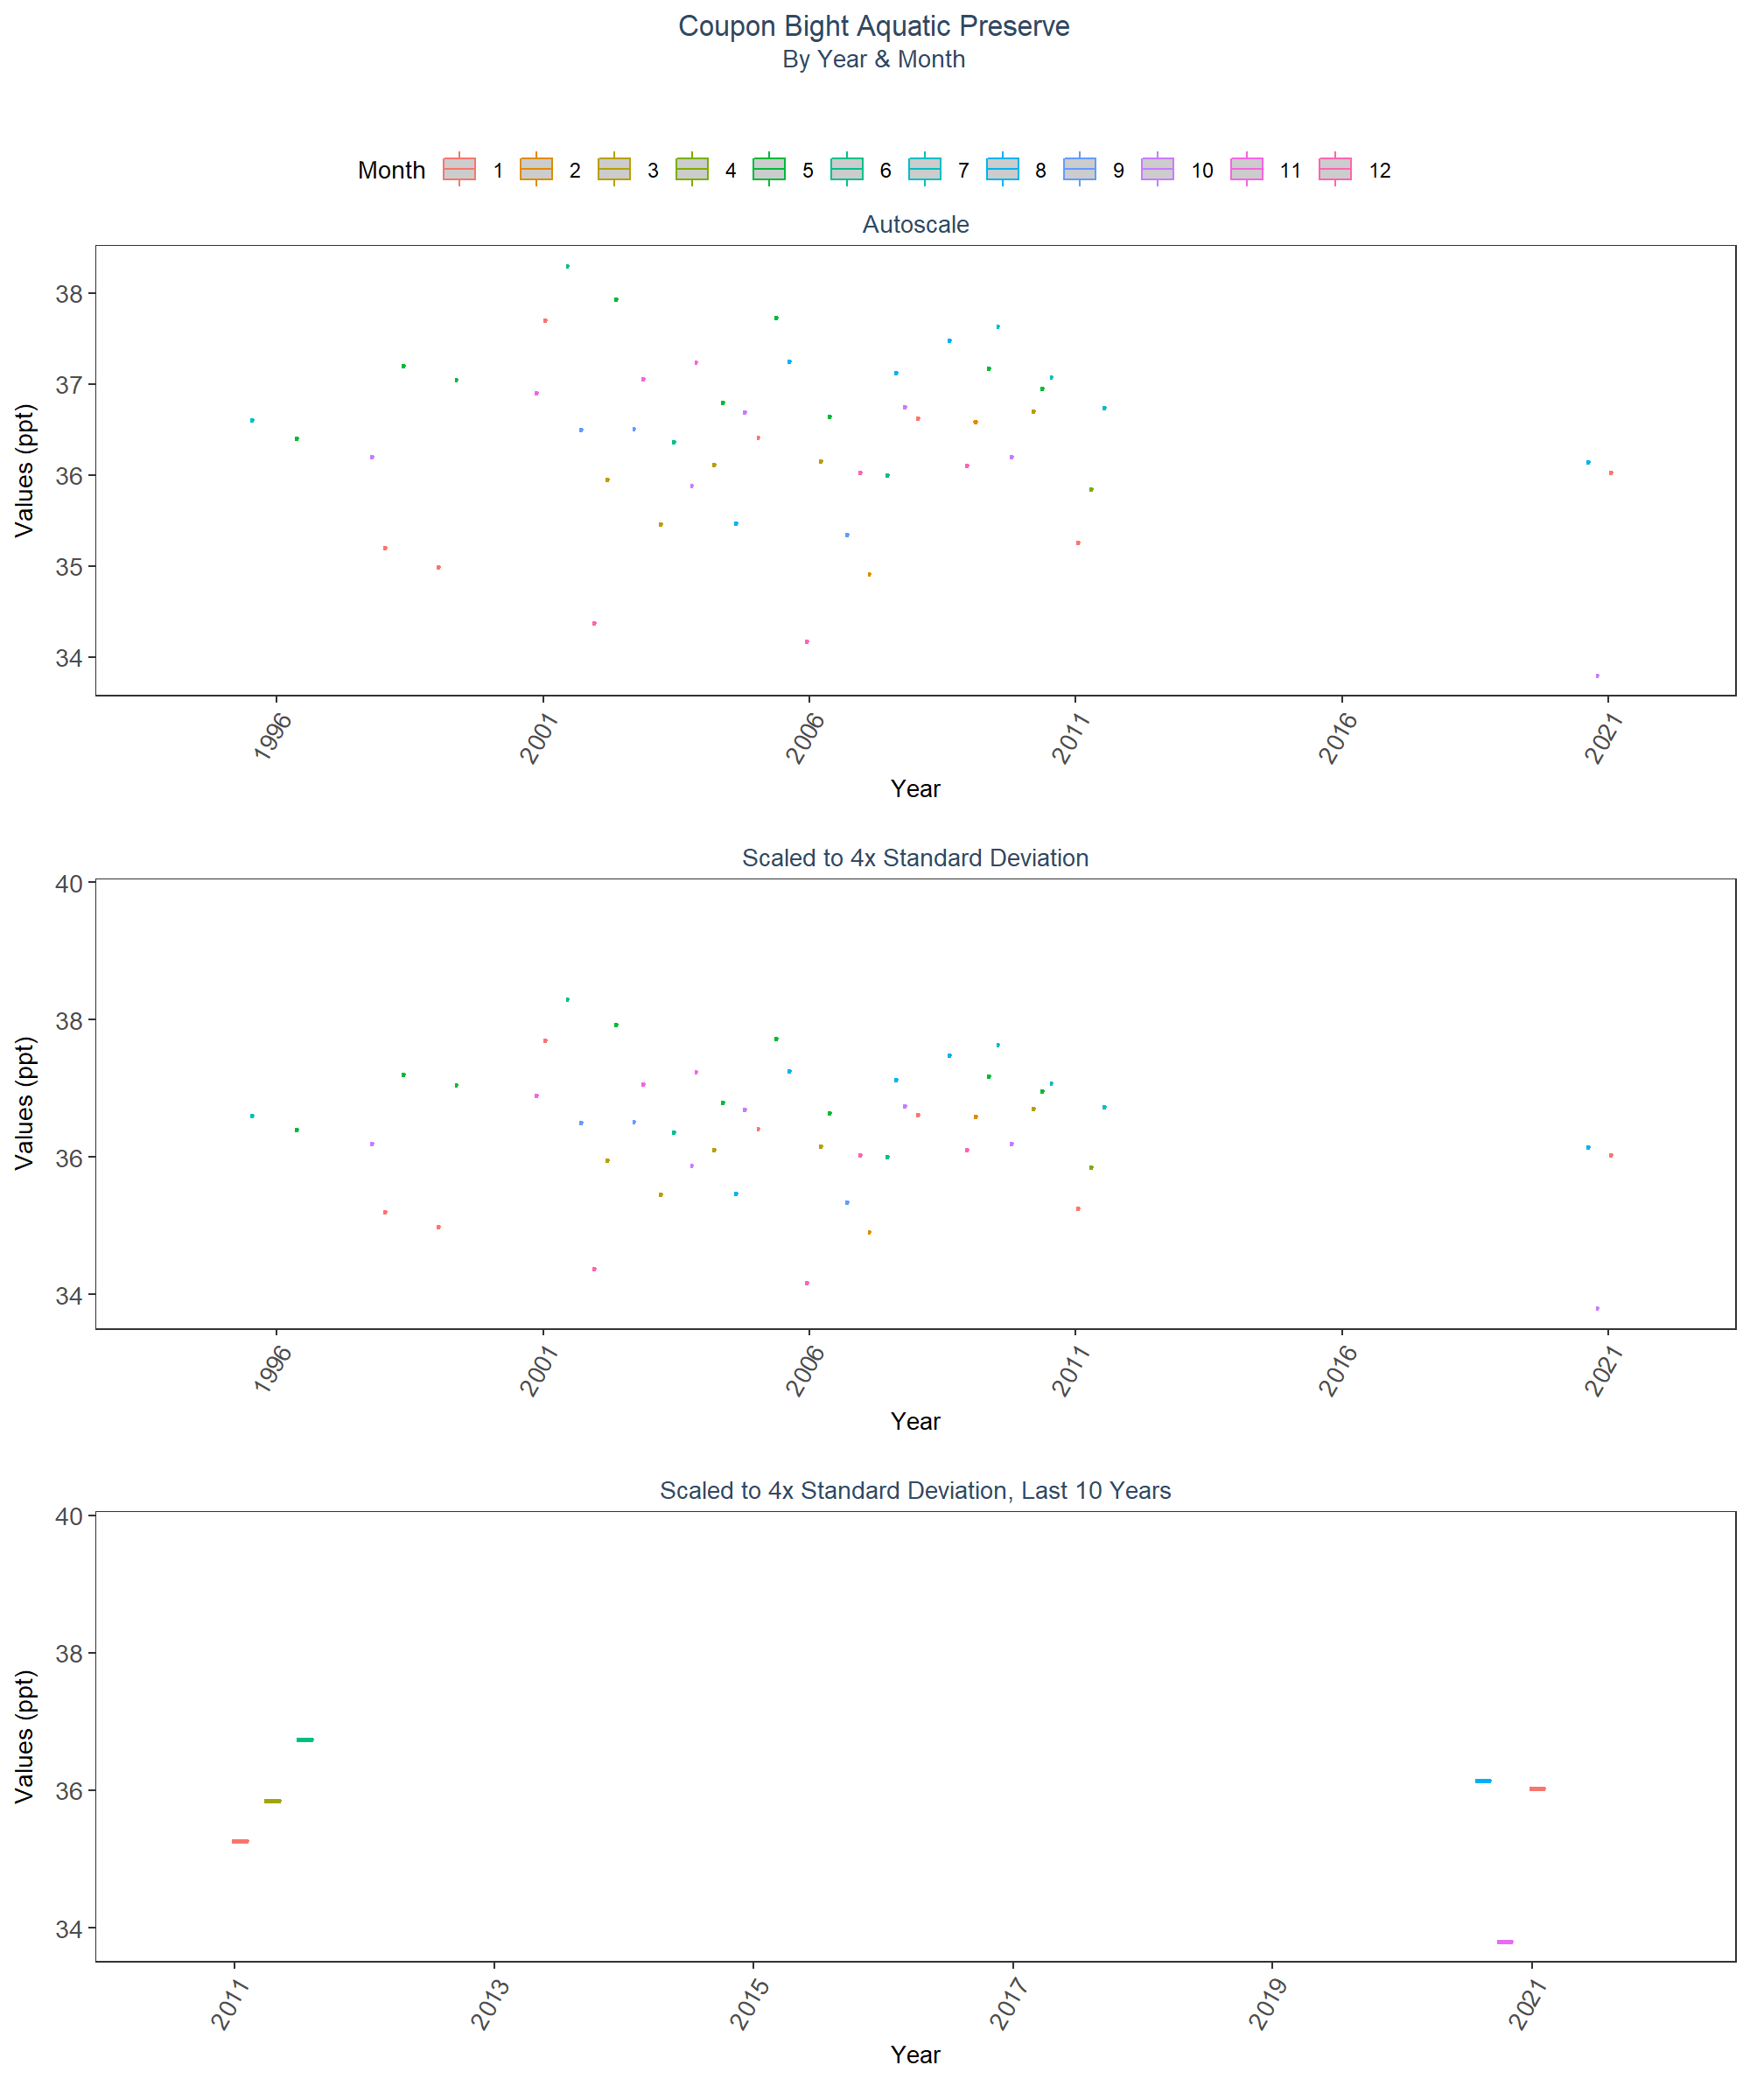 Coupon Bight Aquatic Preserve
By Year & Month
Month 1 2 3 4 5 6 7 8 9 10 11 12
Autoscale
Values (ppt)
38
37
36
35
34
1996 2001 2006 2011 2016 2021
Year
Scaled to 4x Standard Deviation
Values (ppt)
40
38
36
34
1996 2001 2006 2011 2016 2021
Year
Scaled to 4x Standard Deviation, Last 10 Years
Values (ppt)
40
38
36
34
2011 2013 2015 2017 2019 2021
Year